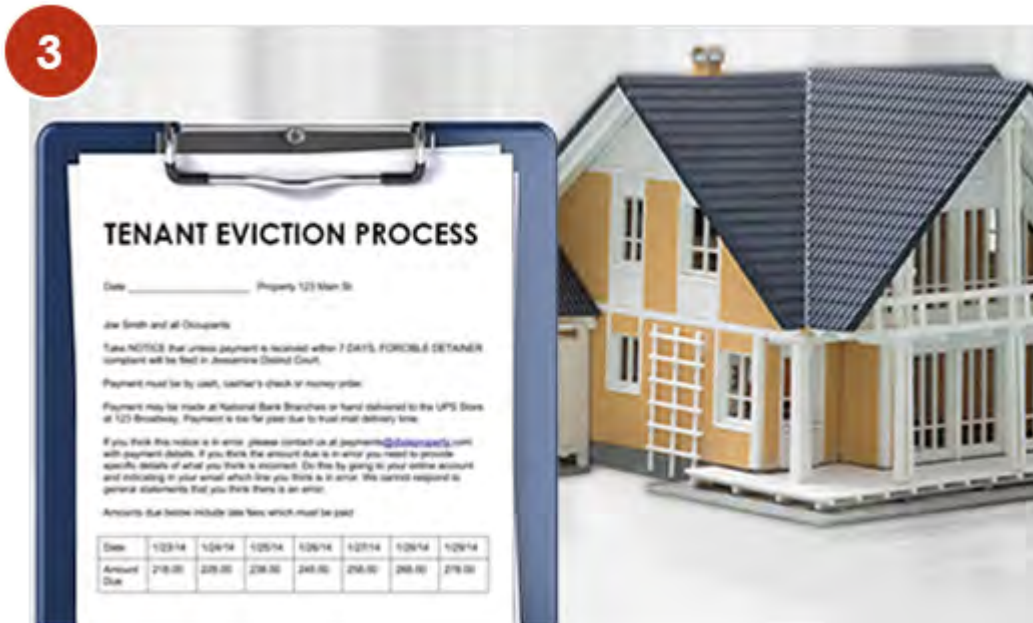 3
TENANT EVICTION PROCESS
Date Property 123 Main St.
Joe Smith and all Occupants
Take NOTICE that unless payment is received within 7 DAYS, FORCIBLE DETAINER
complaint will be filed in Jessamine District Court.
Payment must be by cash, cashier's check or money order.
Payment may be made at National Bank Branches or hand delivered to the UPS Store
at 123 Broadway. Payment is too far past due to trust mail delivery time.
If you think this notice is in error, please contact us at
with payment details. If you think the amount due is in error you need to provide
specific details of what you think is incorrect. Do this by going to your online account
and indicating in your email which line you think is in error. We cannot respond to
general statements that you think there is an error.
Amounts due below include late fees which must be paid
Date 1/23/14 1/24/14 1/25/14 1/26/14 1/27/14 1/28/14 1/29/14
Amount 218.00 228.00 238.00 248.00 258.00 268.00 278.00
Due